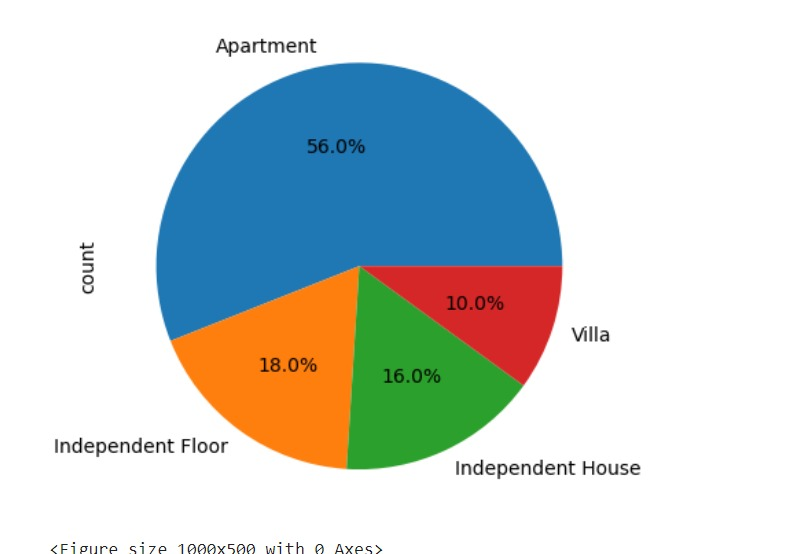 Apartment
56.0%
count
10.0%
Villa
18.0%
16.0%
Independent Floor
Independent House
<Figure size 1000x500 with 0 Axes>